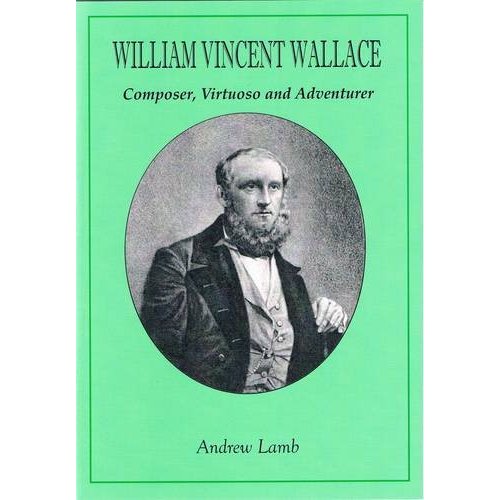 WILLIAM VINCENT WALLACE
Composer, Virtuoso and Adventurer
Andrew Lamb